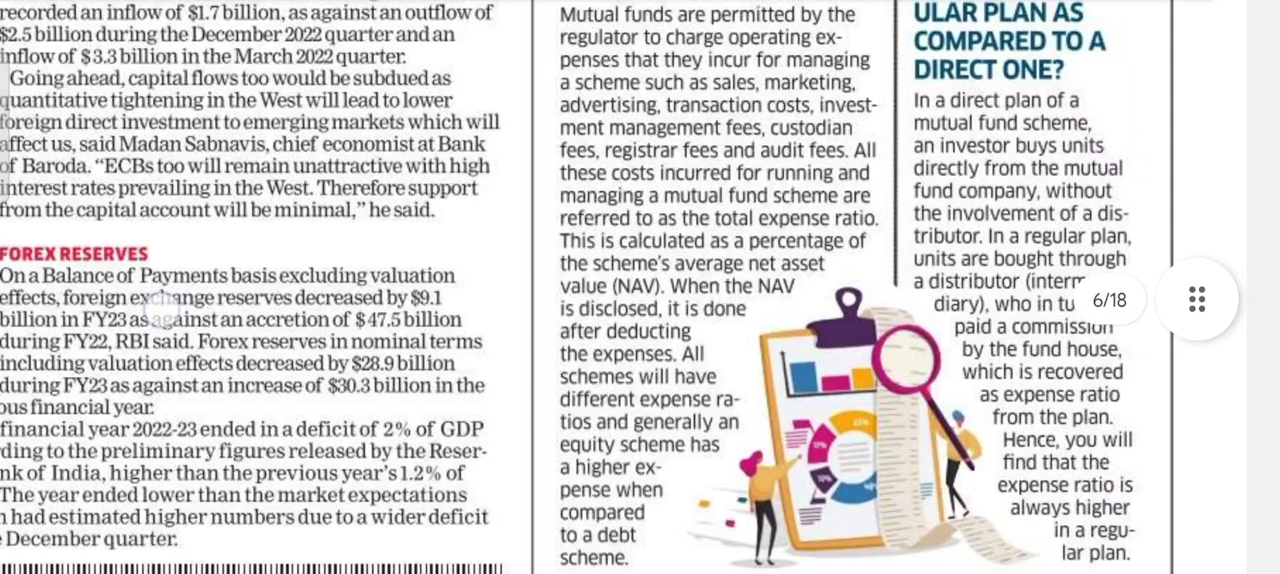 recorded an inflow of $1.7 billion, as against an outflow of
$2.5 billion during the December 2022 quarter and an
inflow of $3.3 billion in the March 2022 quarter.
Going ahead, capital flows too would be subdued as
quantitative tightening in the West will lead to lower
foreign direct investment to emerging markets which will
affect us, said Madan Sabnavis, chief economist at Bank
of Baroda. “ECBs too will remain unattractive with high
interest rates prevailing in the West. Therefore support
from the capital account will be minimal,” he said.
FOREX RESERVES
On a Balance of Payments basis excluding valuation
effects, foreign exchange reserves decreased by $9.1
billion in FY23 as against an accretion of $47.5 billion
during FY22, RBI said. Forex reserves in nominal terms
including valuation effects decreased by $28.9 billion
during FY23 as against an increase of $30.3 billion in the
ous financial year.
financial year 2022-23 ended in a deficit of 2% of GDP
ding to the preliminary figures released by the Reser-
nk of India, higher than the previous year’s 1.2% of
The year ended lower than the market expectations
had estimated higher numbers due to a wider deficit
December quarter.
Mutual funds are permitted by the
regulator to charge operating ex-
penses that they incur for managing
a scheme such as sales, marketing,
advertising, transaction costs, invest-
ment management fees, custodian
fees, registrar fees and audit fees. All
these costs incurred for running and
managing a mutual fund scheme are
referred to as the total expense ratio.
This is calculated as a percentage of
the scheme’s average net asset
value (NAV). When the NAV
is disclosed, it is done
after deducting
the expenses. All
schemes will have
different expense ra-
tios and generally an
equity scheme has
a higher ex-
pense when
compared
to a debt
scheme.
ULAR PLAN AS
COMPARED TO A
DIRECT ONE?
In a direct plan of a
mutual fund scheme,
an investor buys units
directly from the mutual
fund company, without
the involvement of a dis-
tributor. In a regular plan,
units are bought through
a distributor (interm
diary), who in tu
paid a commission
by the fund house,
which is recovered
as expense ratio
from the plan.
Hence, you will
find that the
expense ratio is
always higher
in a regu-
lar plan.
6/18